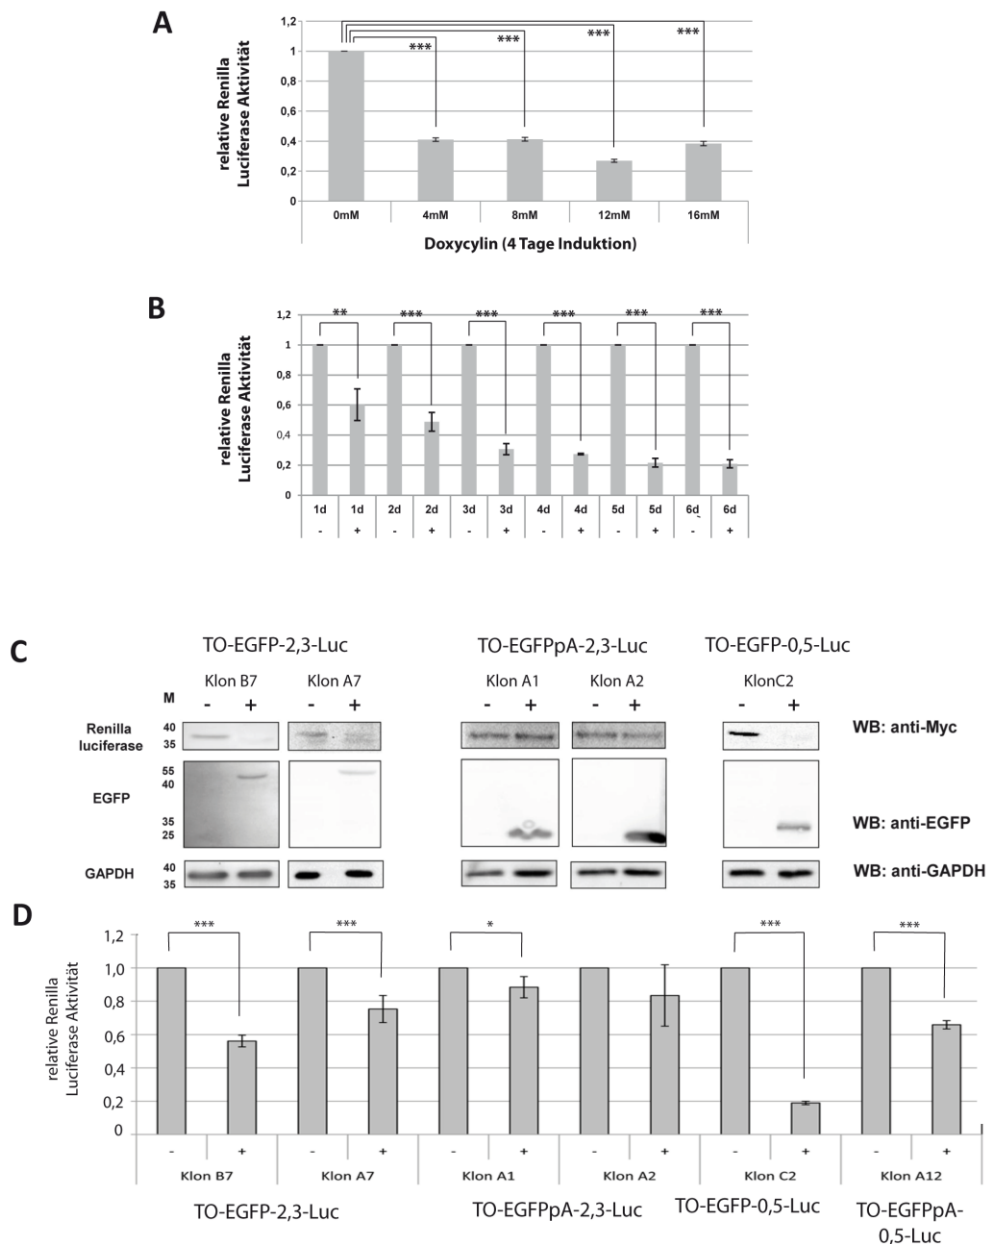 A
relative Renilla
Luciferase Aktivität
1,2
1
0,8
0,6
0,4
0,2
0
*** *** *** ***
0mM 4mM 8mM 12mM 16mM
Doxycylin (4 Tage Induktion)
B
relative Renilla
Luciferase Aktivität
1,2
1
0,8
0,6
0,4
0,2
0
** *** *** *** *** ***
1d 1d 2d 2d 3d 3d 4d 4d 5d 5d 6d 6d
- + - + - + - + - + - +
C
TO-EGFP-2,3-Luc TO-EGFPpA-2,3-Luc TO-EGFP-0,5-Luc
Klon B7 Klon A7 Klon A1 Klon A2 KlonC2
M - + - + - + - + - +
Renilla
luciferase
40
35
WB: anti-Myc
EGFP
55
40
35
25
WB: anti-EGFP
GAPDH
40
35
WB: anti-GAPDH
D
relative Renilla
Luciferase Aktivität
1,2
1,0
0,8
0,6
0,4
0,2
0
*** *** * *** ***
- + - + - + - + - + - +
Klon B7 Klon A7 Klon A1 Klon A2 Klon C2 Klon A12
TO-EGFP-2,3-Luc TO-EGFPpA-2,3-Luc TO-EGFP-0,5-Luc TO-EGFPpA-
0,5-Luc